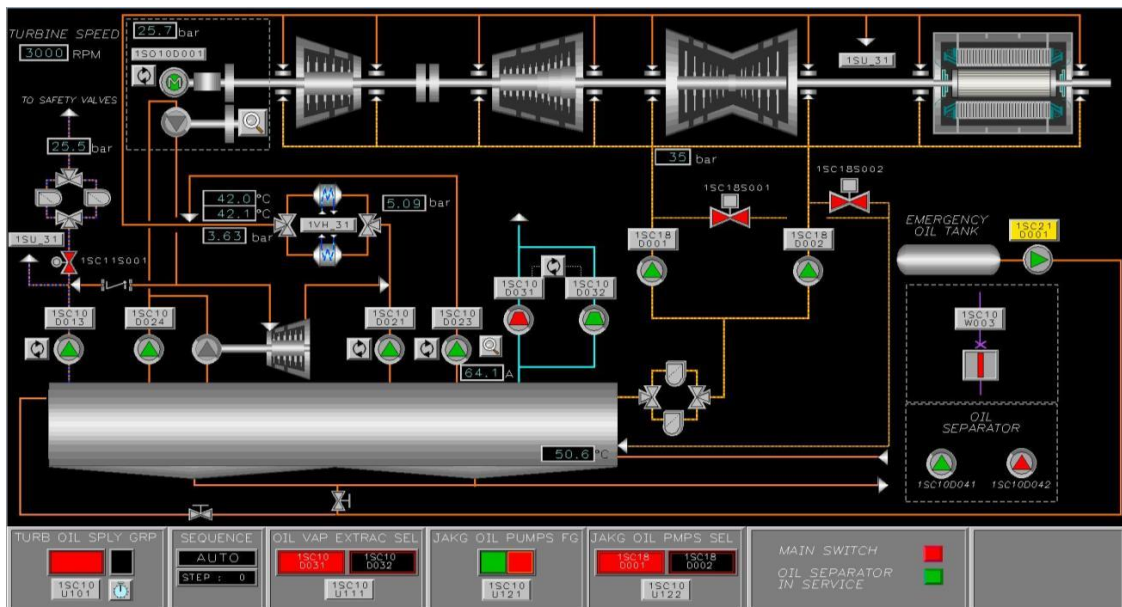 TURBINE SPEED
3000 RPM
25.7
bar
1SO10D001
M
1SU_31
TO SAFETY VALVES
25.5 bar
35 bar
1SC18S001
1SC18S002
42.0 °C
42.1 °C
3.63 bar
5.09 bar
1VH_31
1SU_31
1SC11S001
1SC18
D001
1SC18
D002
EMERGENCY
OIL TANK
1SC21
D001
1SC10
D031
1SC10
D032
1SC10
D013
1SC10
D024
1SC10
D021
1SC10
D023
64.1 A
1SC10
W003
50.6 °C
OIL
SEPARATOR
1SC10D041
1SC10D042
TURB OIL SPLY GRP
1SC10
U101
SEQUENCE
AUTO
STEP : 0
OIL VAP EXTRAC SEL
1SC10
D031
1SC10
D032
1SC10
U111
JAKG OIL PUMPS FG
1SC10
U121
JAKG OIL PMPS SEL
1SC18
D001
1SC18
D002
1SC10
U122
MAIN SWITCH
OIL SEPARATOR
IN SERVICE